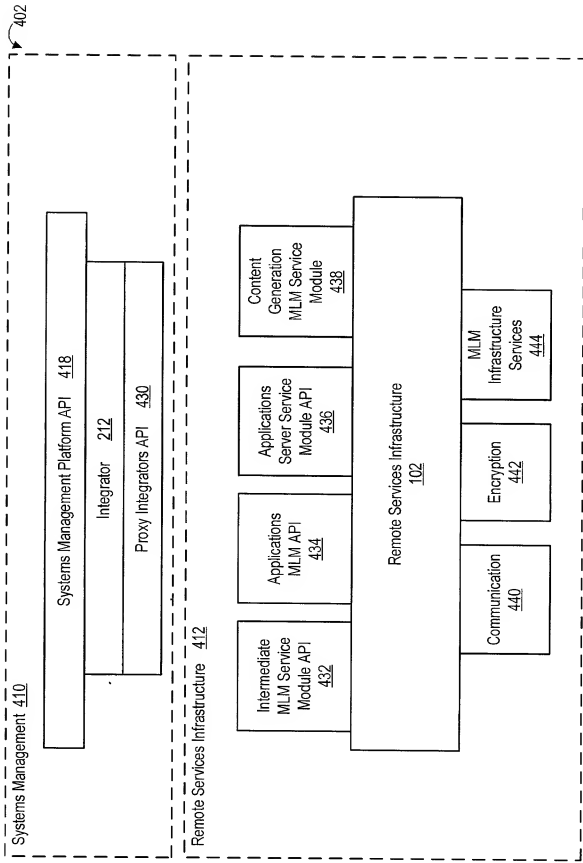 402
Systems Management 410
Systems Management Platform API 418
Integrator 212
Proxy Integrators API 430
Remote Services Infrastructure 412
Intermediate
MLM Service
Module API
432
Applications
MLM API
434
Applications
Server Service
Module API
436
Content
Generation
MLM Service
Module
438
Remote Services Infrastructure
102
Communication
440
Encryption
442
MLM
Infrastructure
Services
444